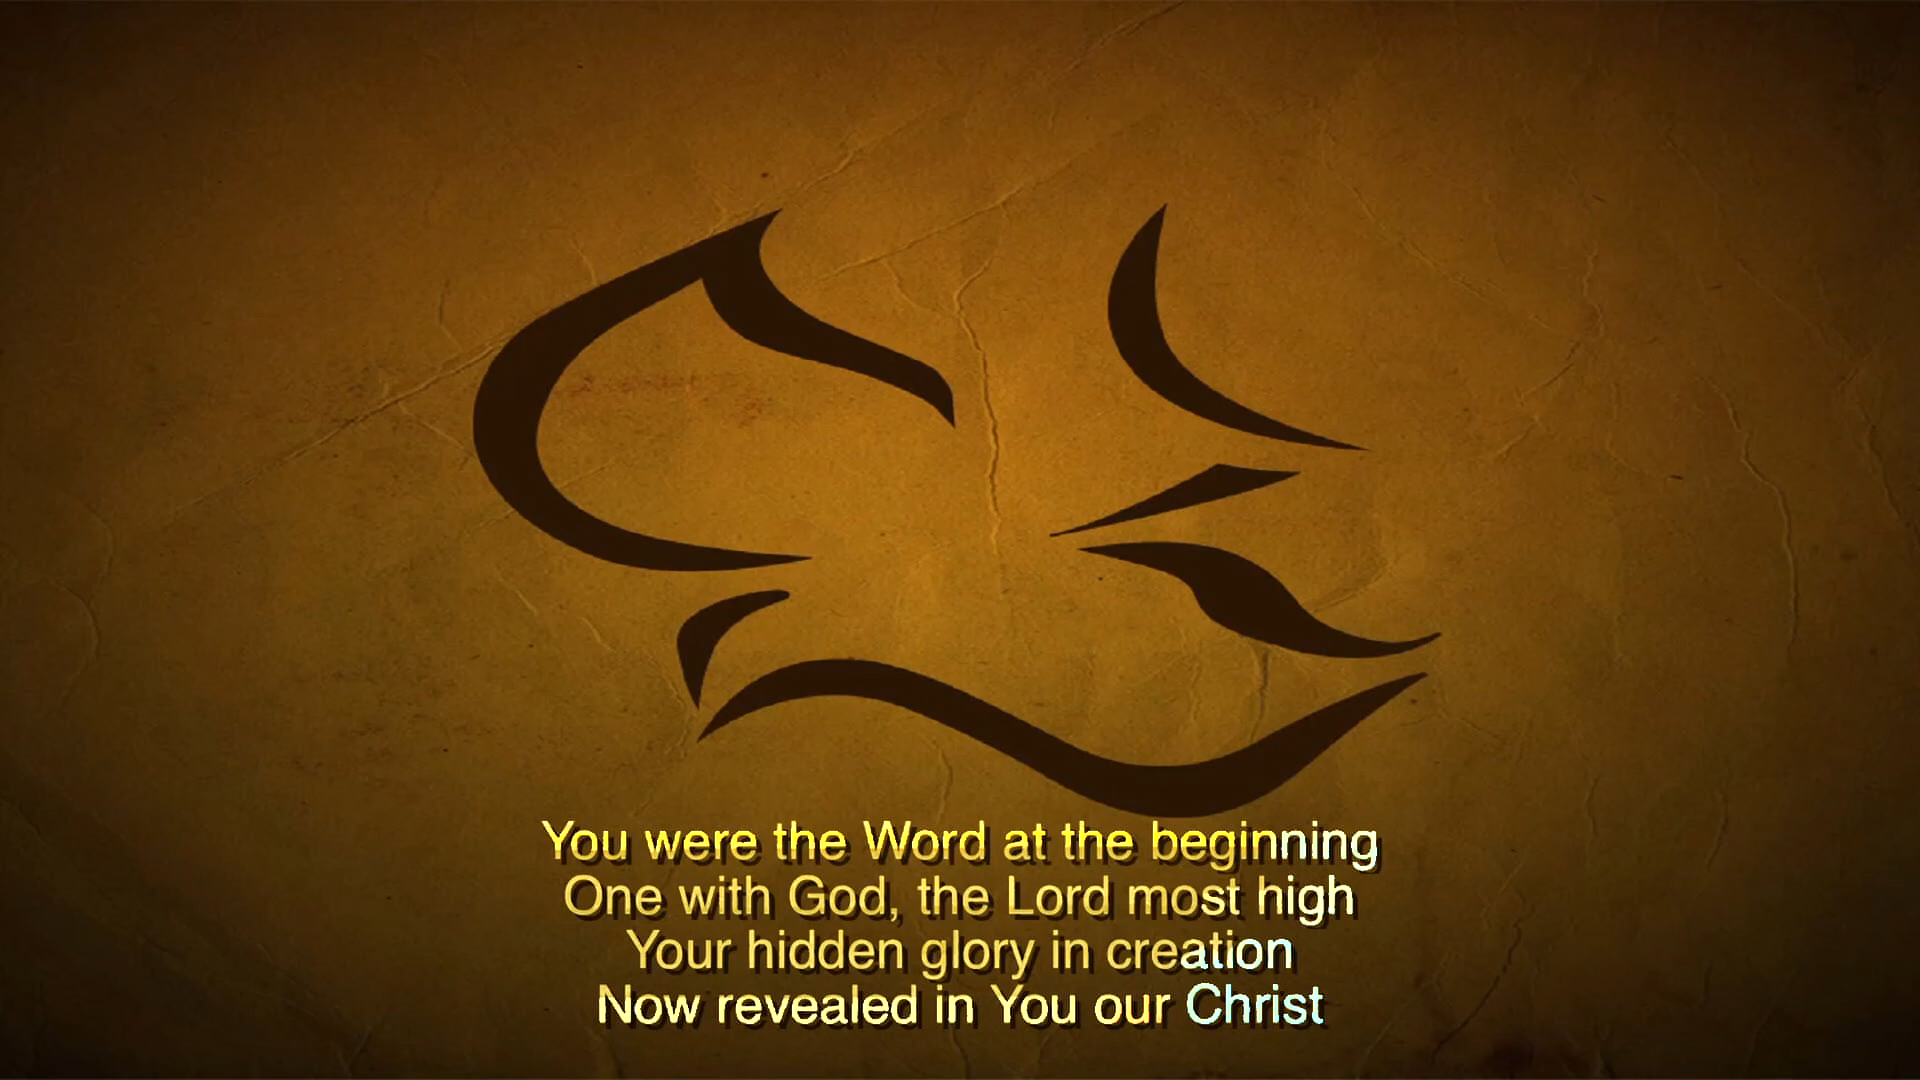 You were the Word at the beginning
One with God, the Lord most high
Your hidden glory in creation
Now revealed in You our Christ